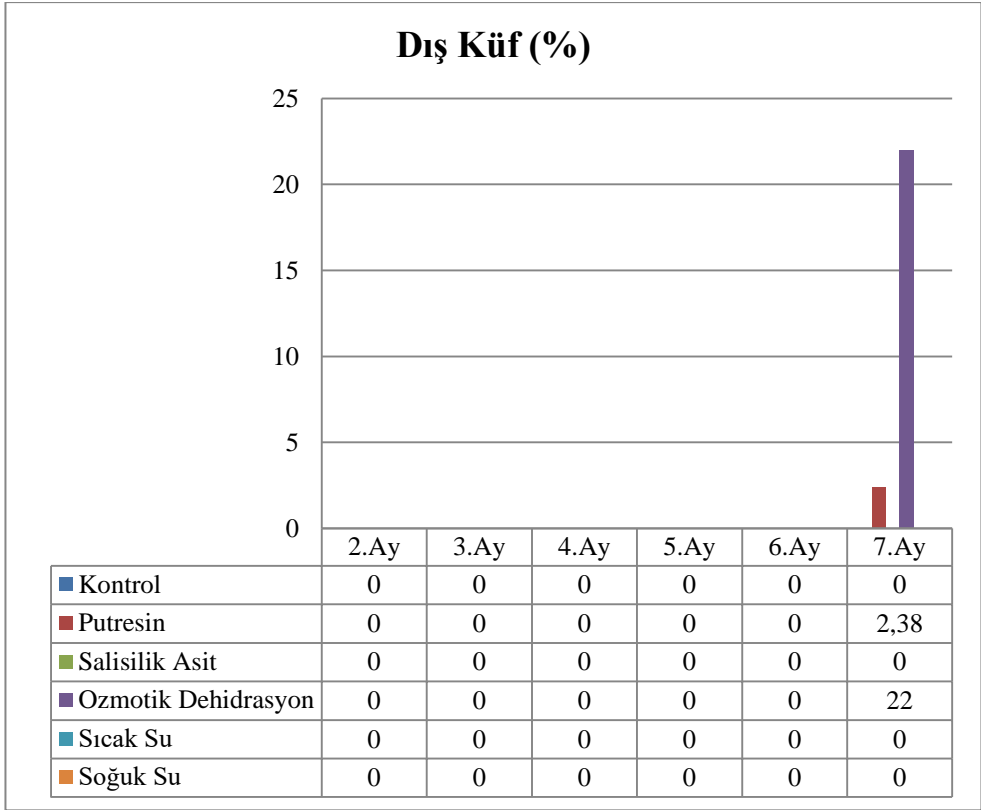 Dış Küf (%)
25
20
15
10
5
0
2.Ay 3.Ay 4.Ay 5.Ay 6.Ay 7.Ay
Kontrol 0 0 0 0 0 0
Putresin 0 0 0 0 0 2,38
Salisilik Asit 0 0 0 0 0 0
Ozmotik Dehidrasyon 0 0 0 0 0 22
Sıcak Su 0 0 0 0 0 0
Soğuk Su 0 0 0 0 0 0